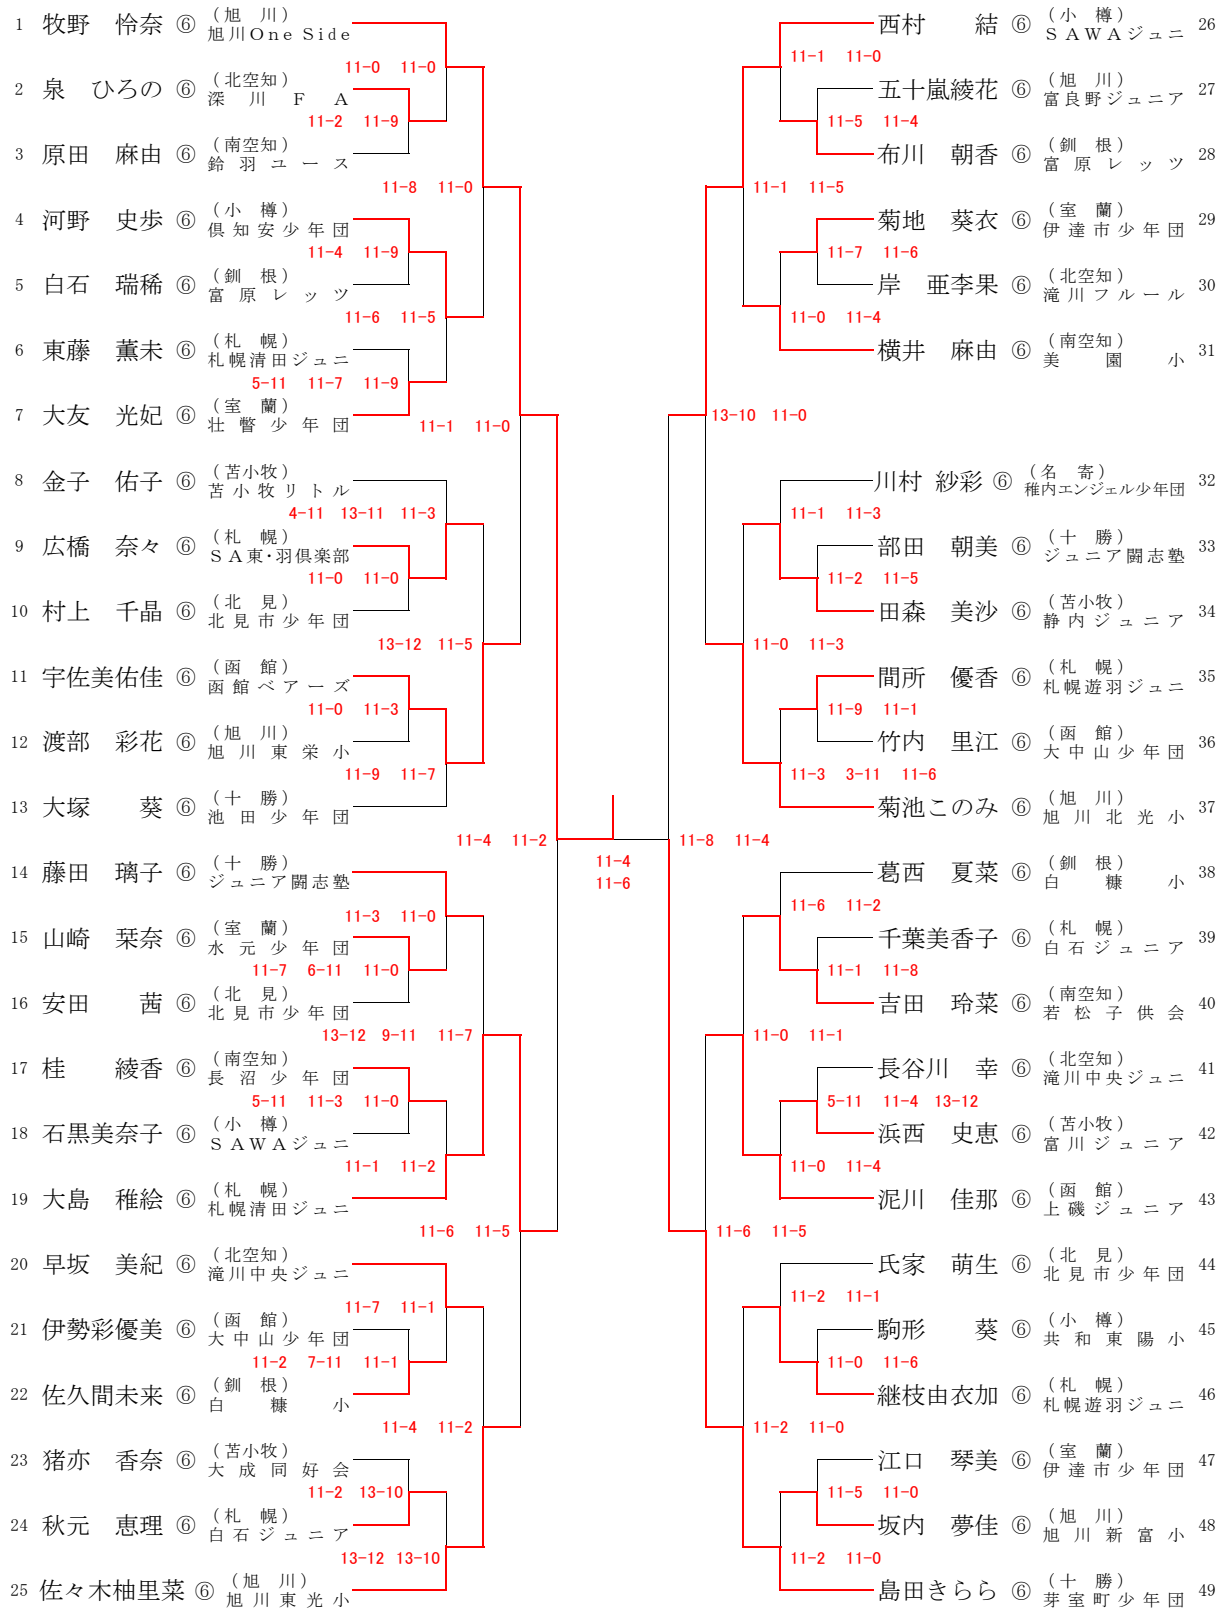 1 牧野 怜奈 ⑥ (旭 川) 旭川One Side
11-0 11-0
2 泉 ひろの ⑥ (北空知) 深川FA
11-2 11-9
3 原田 麻由 ⑥ (南空知) 鈴羽ユース
11-8 11-0
4 河野 史歩 ⑥ (小 樽) 倶知安少年団
11-4 11-9
5 白石 瑞稀 ⑥ (釧 根) 富原レッツ
11-6 11-5
6 東藤 薫未 ⑥ (札 幌) 札幌清田ジュニ
5-11 11-7 11-9
7 大友 光妃 ⑥ (室 蘭) 壮瞥少年団
11-1 11-0
8 金子 佑子 ⑥ (苫小牧) 苫小牧リトル
4-11 13-11 11-3
9 広橋 奈々 ⑥ (札 幌) SA東・羽倶楽部
11-0 11-0
10 村上 千晶 ⑥ (北 見) 北見市少年団
13-12 11-5
11 宇佐美佑佳 ⑥ (函 館) 函館ベアーズ
11-0 11-3
12 渡部 彩花 ⑥ (旭 川) 旭川東栄小
11-9 11-7
13 大塚 葵 ⑥ (十 勝) 池田少年団
11-4 11-2
14 藤田 璃子 ⑥ (十 勝) ジュニア闘志塾
11-3 11-0
15 山崎 栞奈 ⑥ (室 蘭) 水元少年団
11-7 6-11 11-0
16 安田 茜 ⑥ (北 見) 北見市少年団
13-12 9-11 11-7
17 桂 綾香 ⑥ (南空知) 長沼少年団
5-11 11-3 11-0
18 石黒美奈子 ⑥ (小 樽) SAWAジュニ
11-1 11-2
19 大島 稚絵 ⑥ (札 幌) 札幌清田ジュニ
11-6 11-5
20 早坂 美紀 ⑥ (北空知) 滝川中央ジュニ
11-7 11-1
21 伊勢彩優美 ⑥ (函 館) 大中山少年団
11-2 7-11 11-1
22 佐久間未来 ⑥ (釧 根) 白糠小
11-4 11-2
23 猪亦 香奈 ⑥ (苫小牧) 大成同好会
11-2 13-10
24 秋元 恵理 ⑥ (札 幌) 白石ジュニア
13-12 13-10
25 佐々木柚里菜 ⑥ (旭 川) 旭川東光小
11-4
11-6
西村 結 ⑥ (小 樽) SAWAジュニ 26
11-1 11-0
五十嵐綾花 ⑥ (旭 川) 富良野ジュニア 27
11-5 11-4
布川 朝香 ⑥ (釧 根) 富原レッツ 28
11-1 11-5
菊地 葵衣 ⑥ (室 蘭) 伊達市少年団 29
11-7 11-6
岸 亜李果 ⑥ (北空知) 滝川フルール 30
11-0 11-4
横井 麻由 ⑥ (南空知) 美園小 31
13-10 11-0
川村 紗彩 ⑥ (名 寄) 稚内エンジェル少年団 32
11-1 11-3
部田 朝美 ⑥ (十 勝) ジュニア闘志塾 33
11-2 11-5
田森 美沙 ⑥ (苫小牧) 静内ジュニア 34
11-0 11-3
間所 優香 ⑥ (札 幌) 札幌遊羽ジュニ 35
11-9 11-1
竹内 里江 ⑥ (函 館) 大中山少年団 36
11-3 3-11 11-6
菊池このみ ⑥ (旭 川) 旭川北光小 37
11-8 11-4
葛西 夏菜 ⑥ (釧 根) 白糠小 38
11-6 11-2
千葉美香子 ⑥ (札 幌) 白石ジュニア 39
11-1 11-8
吉田 玲菜 ⑥ (南空知) 若松子供会 40
11-0 11-1
長谷川 幸 ⑥ (北空知) 滝川中央ジュニ 41
5-11 11-4 13-12
浜西 史恵 ⑥ (苫小牧) 富川ジュニア 42
11-0 11-4
泥川 佳那 ⑥ (函 館) 上磯ジュニア 43
11-6 11-5
氏家 萌生 ⑥ (北 見) 北見市少年団 44
11-2 11-1
駒形 葵 ⑥ (小 樽) 共和東陽小 45
11-0 11-6
継枝由衣加 ⑥ (札 幌) 札幌遊羽ジュニ 46
11-2 11-0
江口 琴美 ⑥ (室 蘭) 伊達市少年団 47
11-5 11-0
坂内 夢佳 ⑥ (旭 川) 旭川新富小 48
11-2 11-0
島田きらら ⑥ (十 勝) 芽室町少年団 49